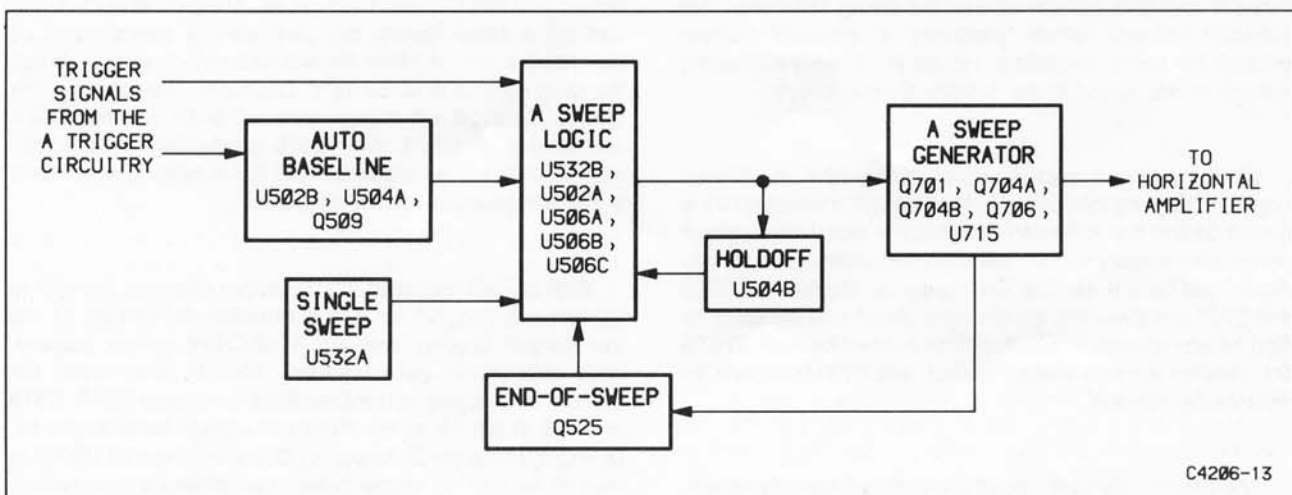 TRIGGER
SIGNALS
FROM THE
A TRIGGER
CIRCUITRY
AUTO
BASELINE
U502B, U504A,
Q509
SINGLE
SWEEP
U532A
A SWEEP
LOGIC
U532B,
U502A,
U506A,
U506B,
U506C
HOLDOFF
U504B
END-OF-SWEEP
Q525
A SWEEP
GENERATOR
Q701, Q704A,
Q704B, Q706,
U715
TO
HORIZONTAL
AMPLIFIER
C4206-13